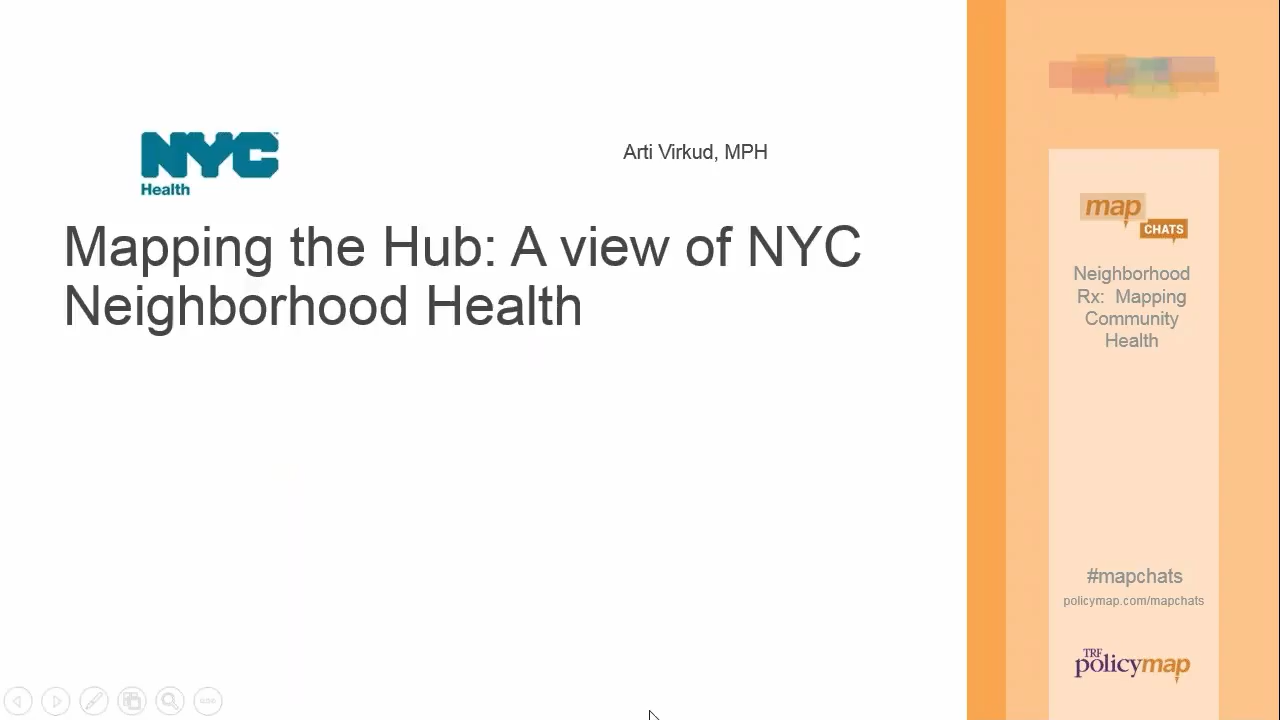 NYC
Health
Arti Virkud, MPH
Mapping the Hub: A view of NYC
Neighborhood Health
map
CHATS
Neighborhood
Rx: Mapping
Community
Health
#mapchats
policymap.com/mapchats
TRF
policymap